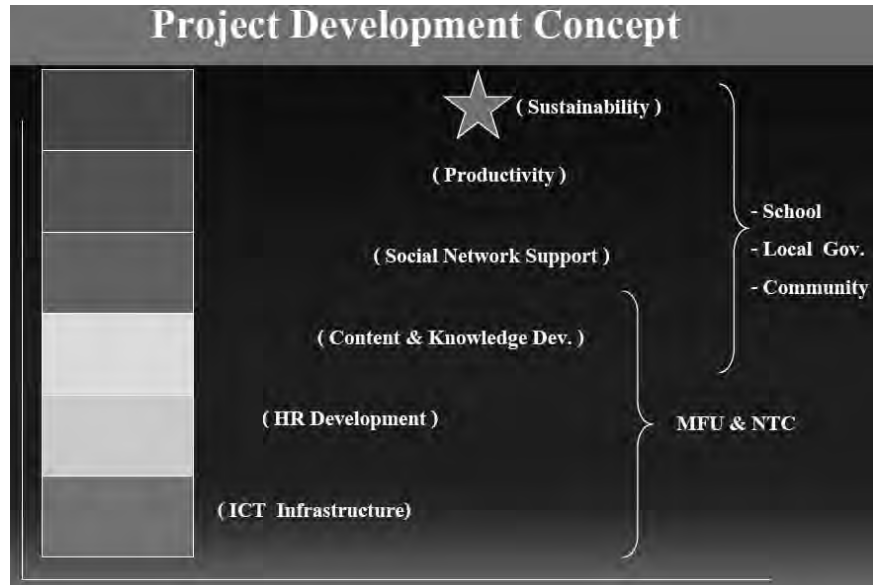 Project Development Concept
( Sustainability )
( Productivity )
- School
- Local Gov.
( Social Network Support )
- Community
( Content & Knowledge Dev. )
( HR Development )
MFU & NTC
( ICT Infrastructure)